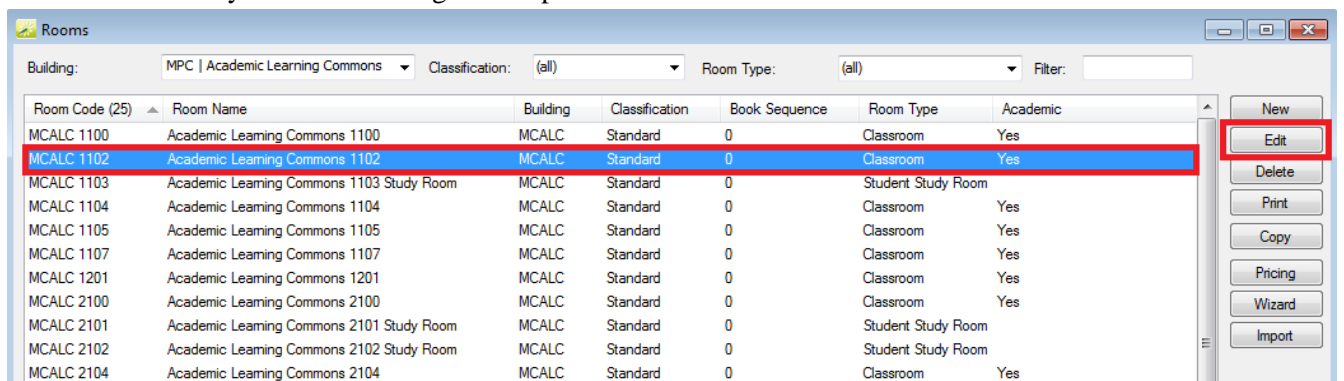 Rooms
Building: MPC | Academic Learning Commons Classification: (all) Room Type: (all) Filter:
Room Code (25) Room Name Building Classification Book Sequence Room Type Academic New
MCALC 1100 Academic Learning Commons 1100 MCALC Standard 0 Classroom Yes Edit
MCALC 1102 Academic Learning Commons 1102 MCALC Standard 0 Classroom Yes
MCALC 1103 Academic Learning Commons 1103 Study Room MCALC Standard 0 Student Study Room Delete
MCALC 1104 Academic Learning Commons 1104 MCALC Standard 0 Classroom Yes Print
MCALC 1105 Academic Learning Commons 1105 MCALC Standard 0 Classroom Yes Copy
MCALC 1107 Academic Learning Commons 1107 MCALC Standard 0 Classroom Yes
MCALC 1201 Academic Learning Commons 1201 MCALC Standard 0 Classroom Yes Pricing
MCALC 2100 Academic Learning Commons 2100 MCALC Standard 0 Classroom Yes Wizard
MCALC 2101 Academic Learning Commons 2101 Study Room MCALC Standard 0 Student Study Room Import
MCALC 2102 Academic Learning Commons 2102 Study Room MCALC Standard 0 Student Study Room
MCALC 2104 Academic Learning Commons 2104 MCALC Standard 0 Classroom Yes